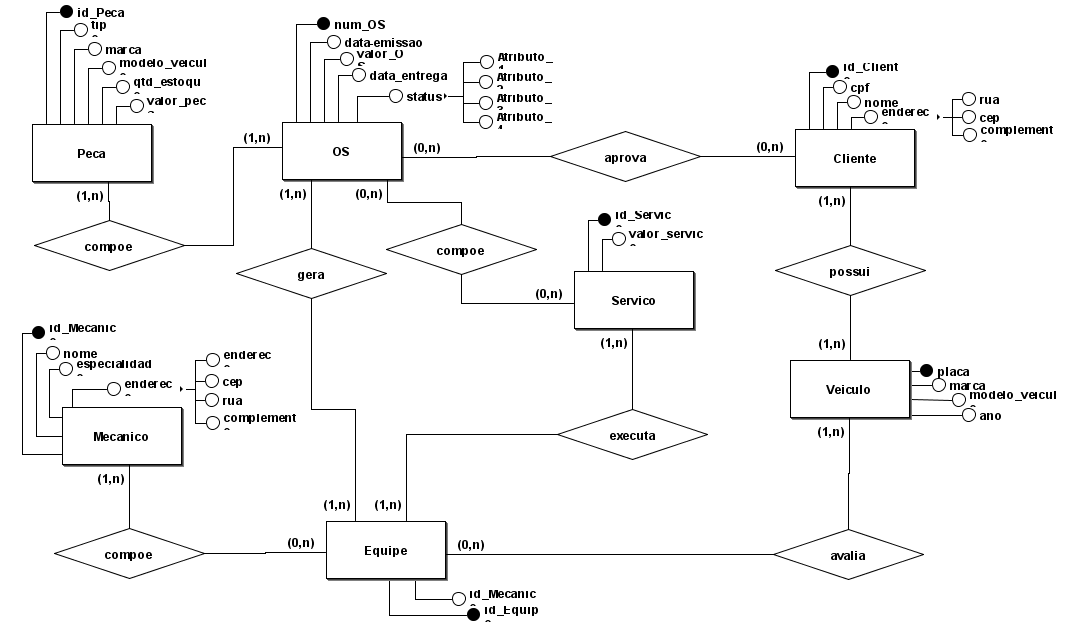 id_Peca
tip
marca
modelo_veicul
qtd_estoqu
valor_pec
Peca
(1,n)
compoe
(1,n)
num_OS
data-emissao
valor_O
data_entrega
status
Atributo_
Atributo_
Atributo_
Atributo_
OS
(0,n)
aprova
(0,n)
id_Client
cpf
nome
enderec
rua
cep
complement
Cliente
(1,n)
(1,n)
(0,n)
gera
compoe
(0,n)
id_Servic
valor_servic
Servico
(1,n)
possui
(1,n)
Veiculo
placa
marca
modelo_veicul
ano
(1,n)
id_Mecanic
nome
especialidad
enderec
enderec
cep
rua
complement
Mecanico
(1,n)
executa
(1,n)
(1,n)
compoe
(0,n)
Equipe
(0,n)
avalia
id_Mecanic
id_Equip